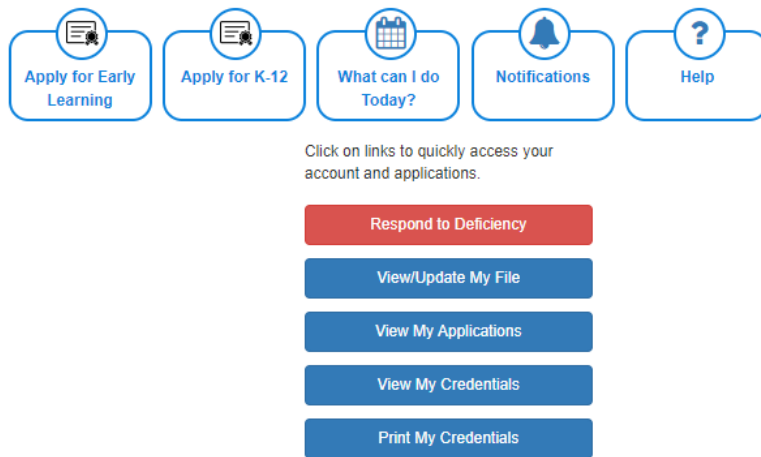 Apply for Early
Learning
Apply for K-12
What can I do
Today?
Notifications
?
Help
Click on links to quickly access your
account and applications.
Respond to Deficiency
View/Update My File
View My Applications
View My Credentials
Print My Credentials